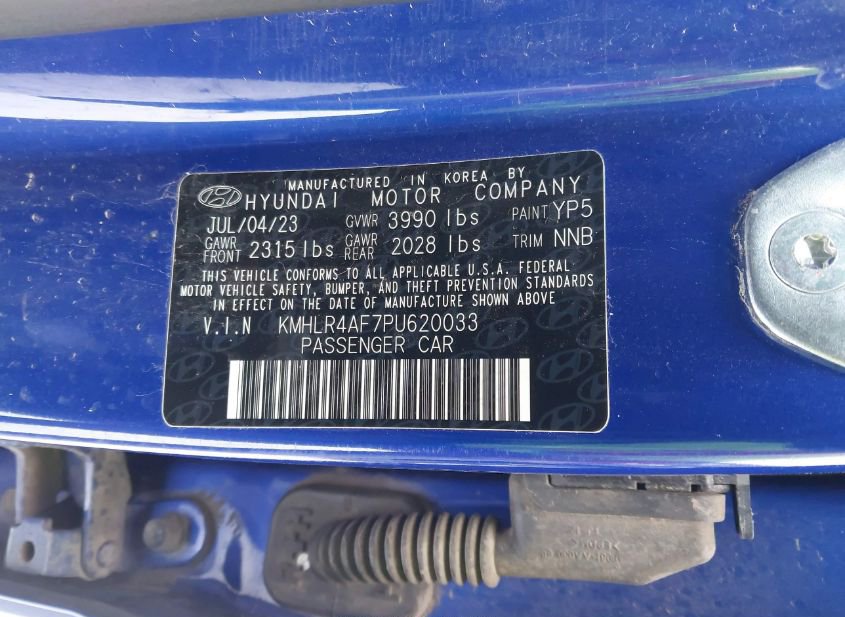 MANUFACTURED IN KOREA BY
HYUNDAI MOTOR COMPANY
JUL/04/23 GVWR 3990 lbs PAINT YP5
GAWR FRONT 2315 lbs GAWR REAR 2028 lbs TRIM NNB
THIS VEHICLE CONFORMS TO ALL APPLICABLE U.S.A. FEDERAL
MOTOR VEHICLE SAFETY, BUMPER, AND THEFT PREVENTION STANDARDS
IN EFFECT ON THE DATE OF MANUFACTURE SHOWN ABOVE
V.I.N KMHLR4AF7PU620033
PASSENGER CAR